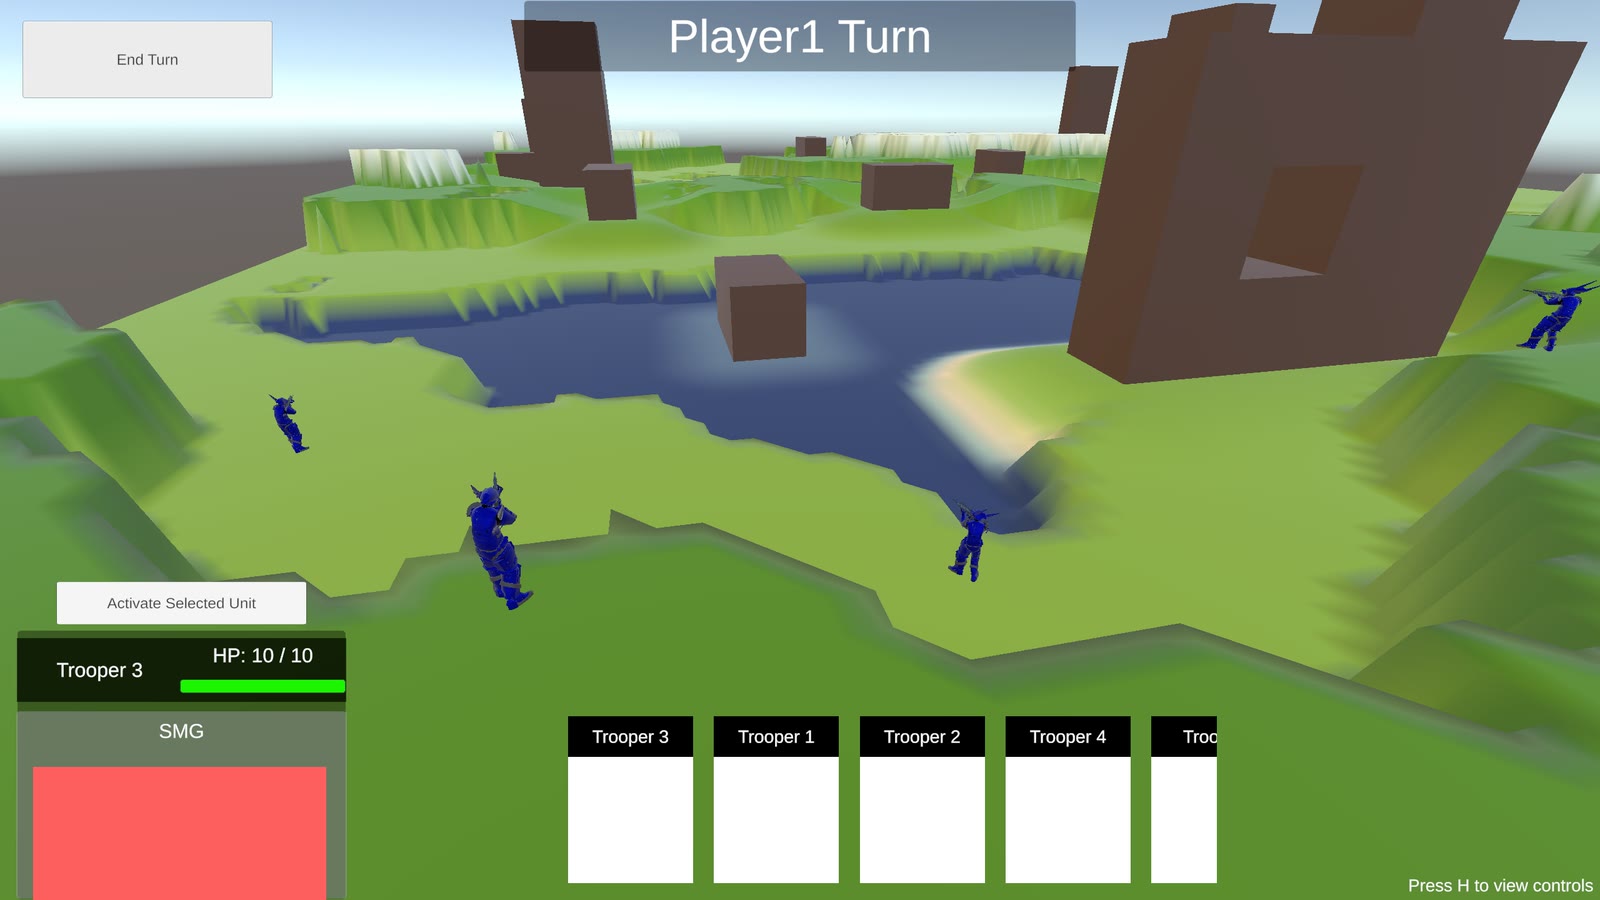 Player1 Turn
End Turn
Activate Selected Unit
Trooper 3
HP: 10 / 10
SMG
Trooper 3
Trooper 1
Trooper 2
Trooper 4
Troo
Press H to view controls